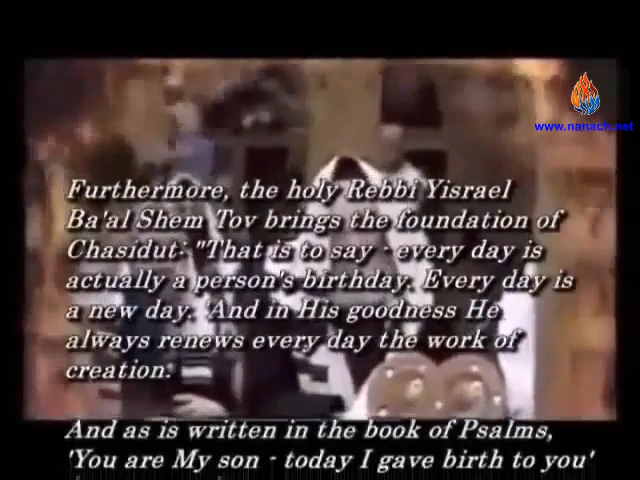 www.nanach.net
Furthermore, the holy Rebbi Yisrael
Ba'al Shem Tov brings the foundation of
Chasidut: "That is to say - every day is
actually a person's birthday. Every day is
a new day. 'And in His goodness He
always renews every day the work of
creation.
And as is written in the book of Psalms,
'You are My son - today I gave birth to you'